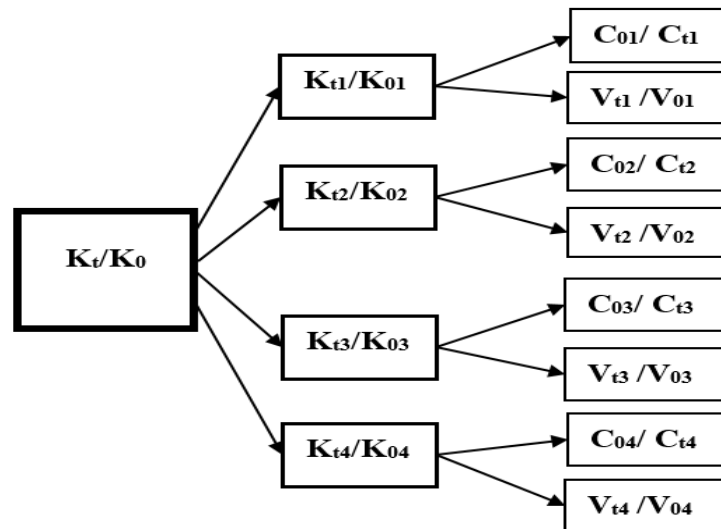 C₀₁/ Cₜ₁
Kₜ₁/K₀₁
Vₜ₁ /V₀₁
C₀₂/ Cₜ₂
Kₜ₂/K₀₂
Vₜ₂ /V₀₂
Kₜ/K₀
C₀₃/ Cₜ₃
Kₜ₃/K₀₃
Vₜ₃ /V₀₃
C₀₄/ Cₜ₄
Kₜ₄/K₀₄
Vₜ₄ /V₀₄